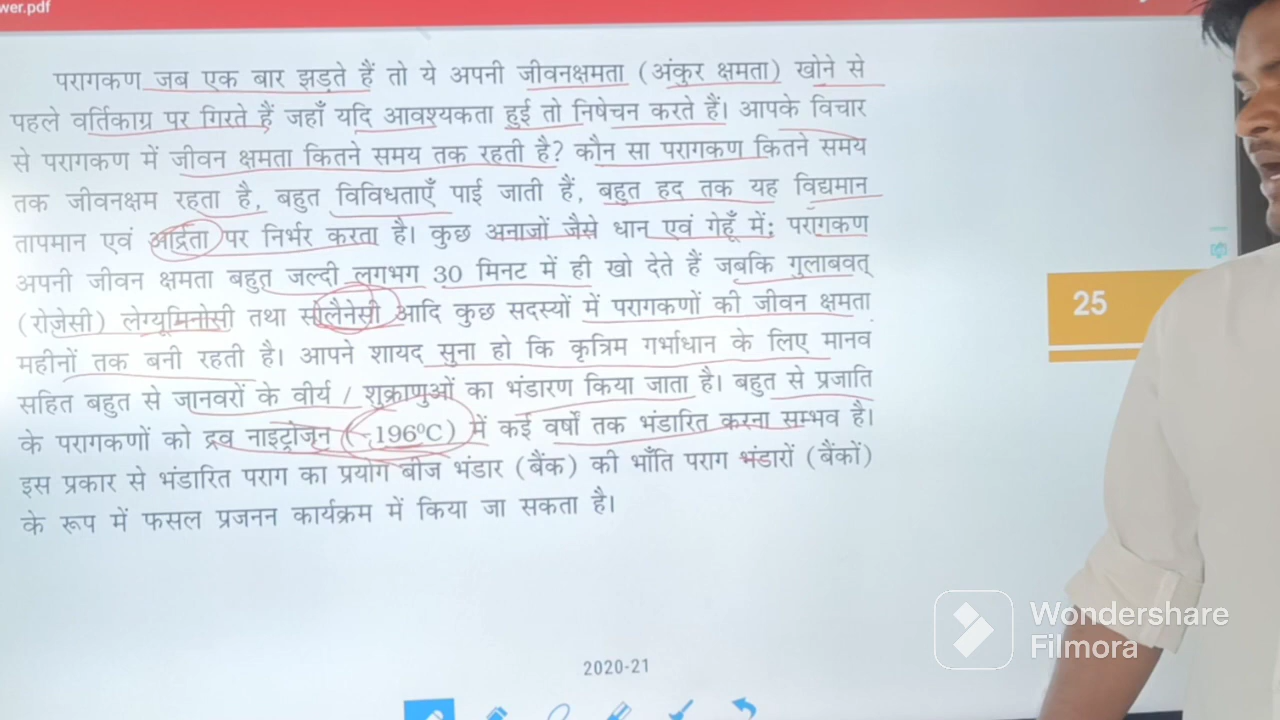 wer.pdf
परागकण जब एक बार झड़ते हैं तो ये अपनी जीवनक्षमता (अंकुर क्षमता) खोने से
पहले वर्तिकाग्र पर गिरते हैं जहाँ यदि आवश्यकता हुई तो निषेचन करते हैं। आपके विचार
से परागकण में जीवन क्षमता कितने समय तक रहती है? कौन सा परागकण कितने समय
तक जीवनक्षम रहता है, बहुत विविधताएँ पाई जाती हैं, बहुत हद तक यह विद्यमान
तापमान एवं आर्द्रता पर निर्भर करता है। कुछ अनाजों जैसे धान एवं गेहूँ में; परागकण
अपनी जीवन क्षमता बहुत जल्दी लगभग 30 मिनट में ही खो देते हैं जबकि गुलाबवत्
(रोज़ेसी) लेग्यूमिनोसी तथा सोलैनेसी आदि कुछ सदस्यों में परागकणों की जीवन क्षमता
महीनों तक बनी रहती है। आपने शायद सुना हो कि कृत्रिम गर्भाधान के लिए मानव
सहित बहुत से जानवरों के वीर्य / शुक्राणुओं का भंडारण किया जाता है। बहुत से प्रजाति
के परागकणों को द्रव नाइट्रोजन (-196ºC) में कई वर्षों तक भंडारित करना सम्भव है।
इस प्रकार से भंडारित पराग का प्रयोग बीज भंडार (बैंक) की भाँति पराग भंडारों (बैंकों)
के रूप में फसल प्रजनन कार्यक्रम में किया जा सकता है।
25
Wondershare
Filmora
2020-21